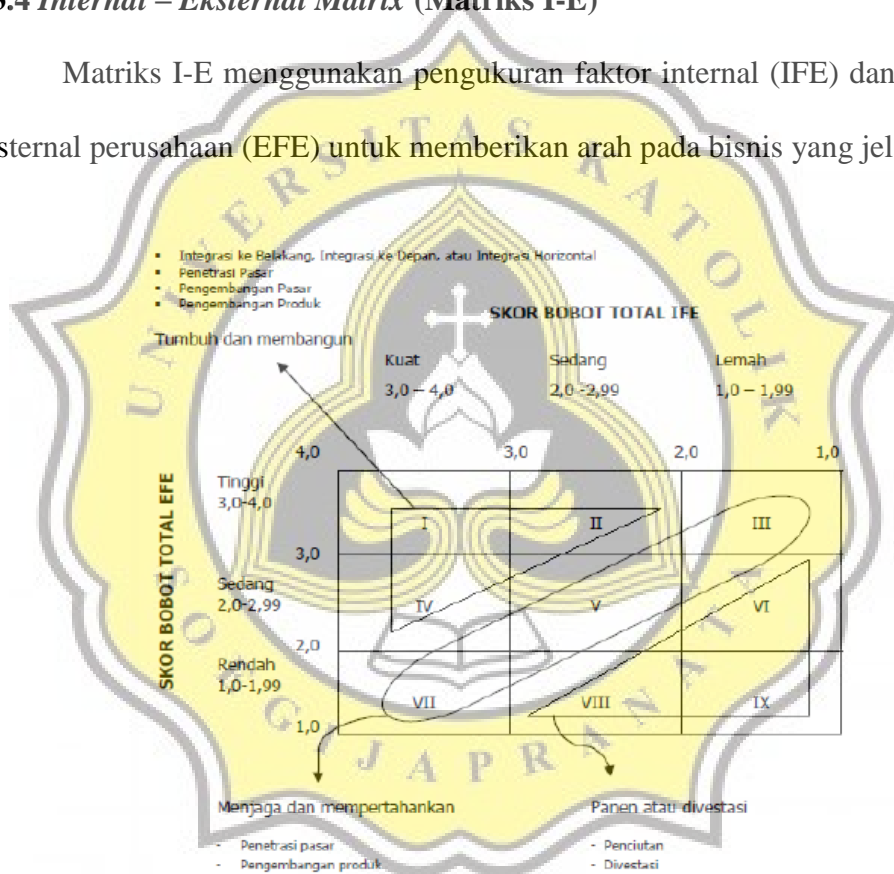 3.4 Internal – Eksternal Matrix (Matriks I-E)
Matriks I-E menggunakan pengukuran faktor internal (IFE) dan
sternal perusahaan (EFE) untuk memberikan arah pada bisnis yang jel
UNIVERSITAS KATOLIK
SOEGIJAPRANATA
Integrasi ke Belakang, Integrasi ke Depan, atau Integrasi Horizontal
Penetrasi Pasar
Pengembangan Pasar
Pengembangan Produk
SKOR BOBOT TOTAL IFE
Tumbuh dan membangun
Kuat Sedang Lemah
3,0 – 4,0 2,0 -2,99 1,0 – 1,99
4,0 3,0 2,0 1,0
SKOR BOBOT TOTAL EFE
Tinggi
3,0-4,0
I II III
3,0
Sedang
2,0-2,99
IV V VI
2,0
Rendah
1,0-1,99
VII VIII IX
1,0
Menjaga dan mempertahankan Panen atau divestasi
- Penetrasi pasar - Penciutan
- Pengembangan produk - Divestasi